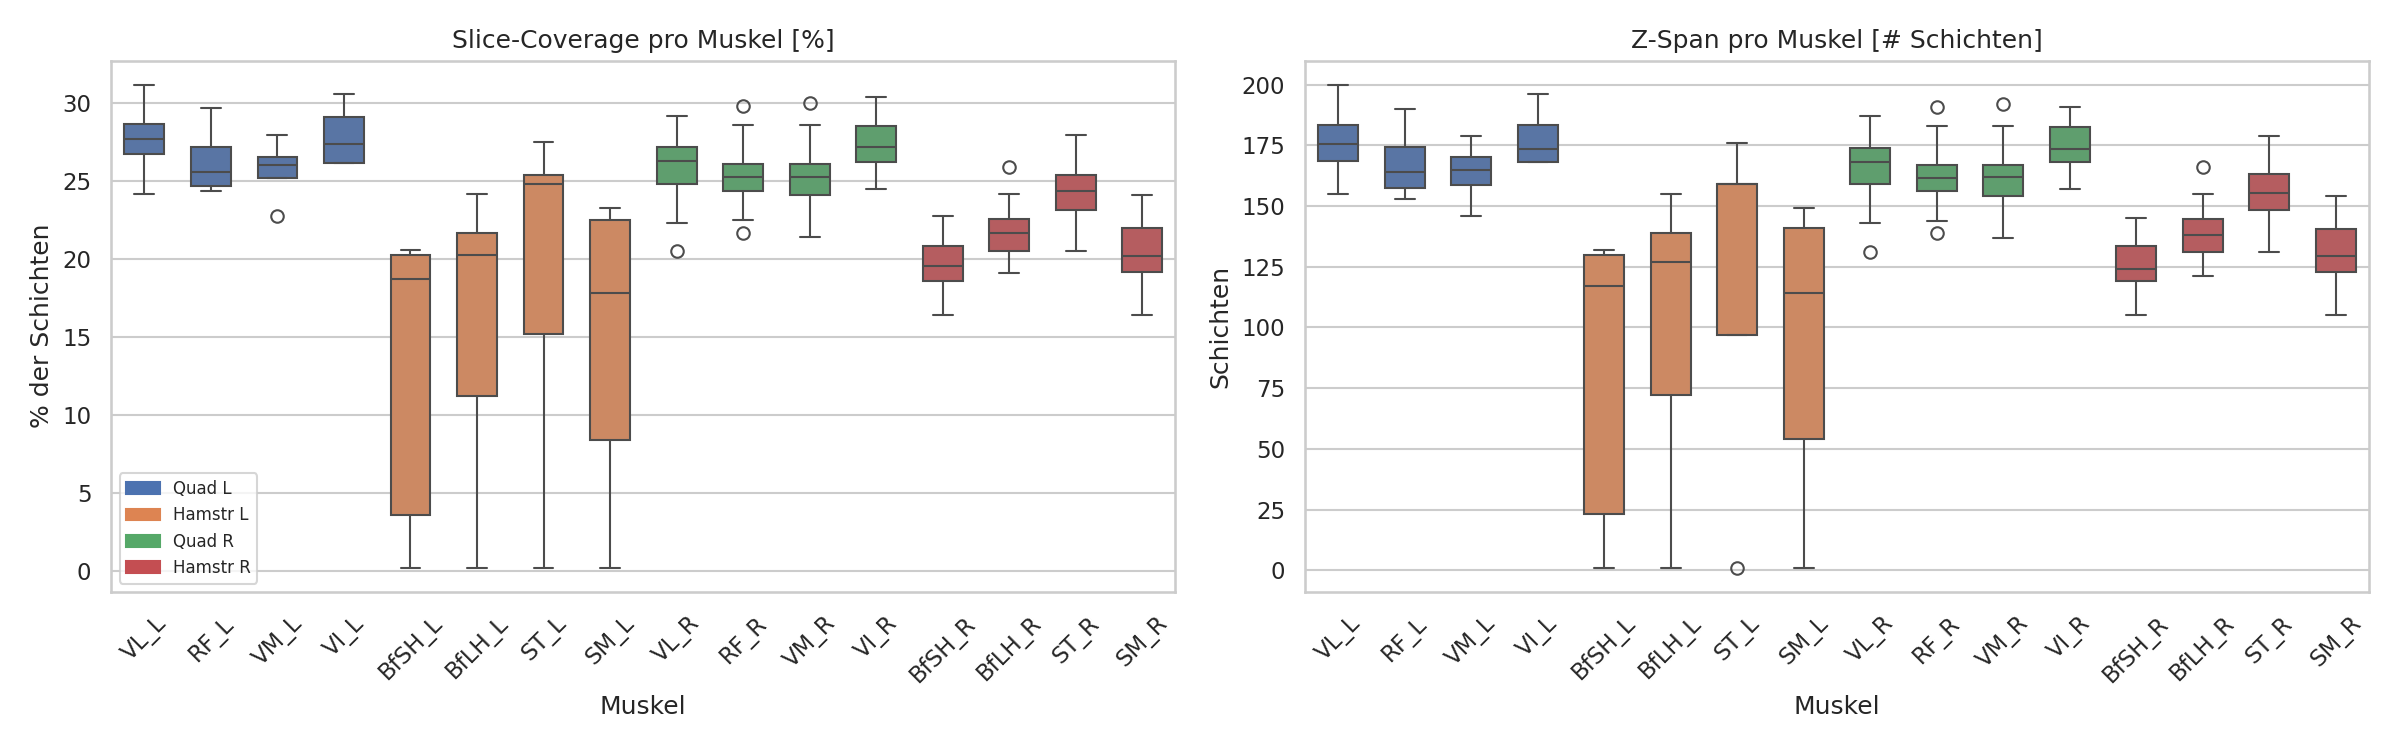 Slice-Coverage pro Muskel [%]
% der Schichten
30
25
20
15
10
5
0
Quad L
Hamstr L
Quad R
Hamstr R
VL_L
RF_L
VM_L
VI_L
BfSH_L
BfLH_L
ST_L
SM_L
VL_R
RF_R
VM_R
VI_R
BfSH_R
BfLH_R
ST_R
SM_R
Muskel
Z-Span pro Muskel [# Schichten]
Schichten
200
175
150
125
100
75
50
25
0
VL_L
RF_L
VM_L
VI_L
BfSH_L
BfLH_L
ST_L
SM_L
VL_R
RF_R
VM_R
VI_R
BfSH_R
BfLH_R
ST_R
SM_R
Muskel